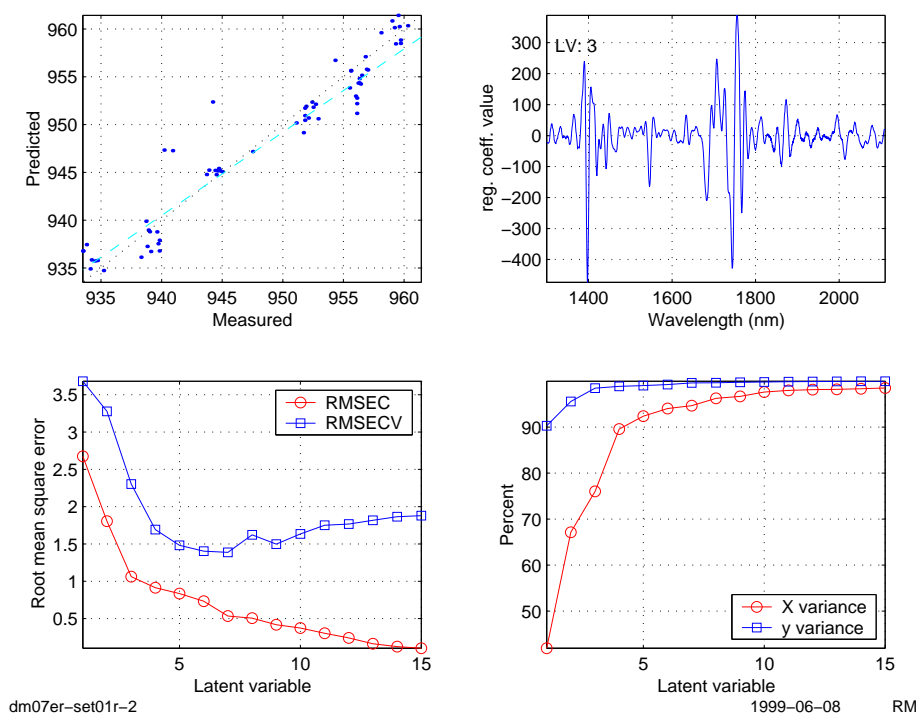 960
955
950
945
940
935
Predicted
935
940
945
950
955
960
Measured
LV: 3
300
200
100
0
−100
−200
−300
−400
reg. coeff. value
1400
1600
1800
2000
Wavelength (nm)
3.5
3
2.5
2
1.5
1
0.5
Root mean square error
RMSEC
RMSECV
5
10
15
Latent variable
90
80
70
60
50
Percent
X variance
y variance
5
10
15
Latent variable
dm07er−set01r−2
1999−06−08
RM